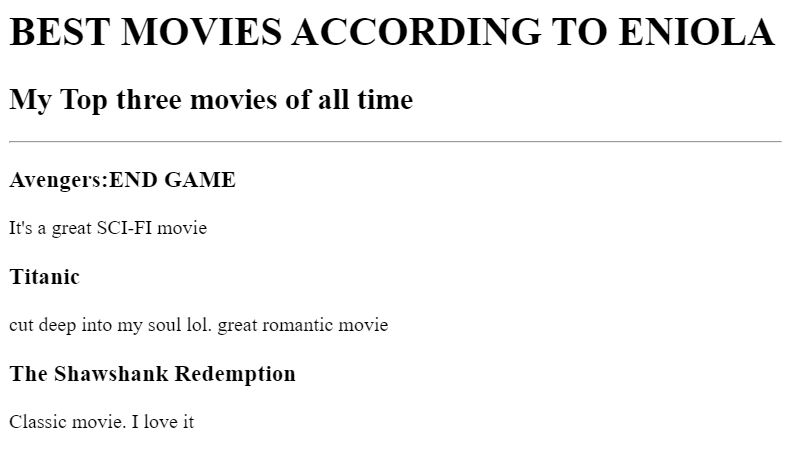 BEST MOVIES ACCORDING TO ENIOLA
My Top three movies of all time
Avengers:END GAME
It's a great SCI-FI movie
Titanic
cut deep into my soul lol. great romantic movie
The Shawshank Redemption
Classic movie. I love it